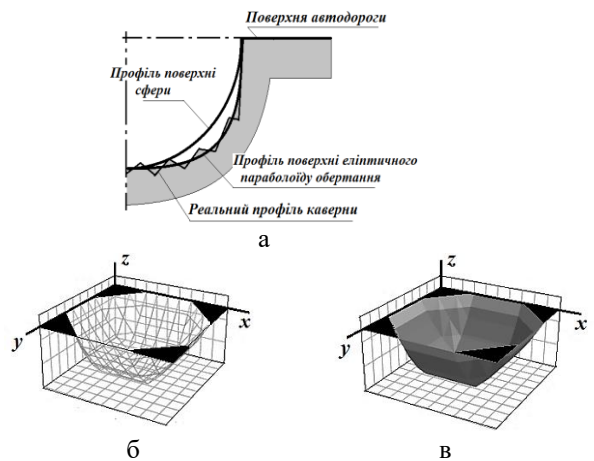 Поверхня автодороги
Профіль поверхні
сфери
Профіль поверхні еліптичного
параболоїду обертання
Реальний профіль каверни
а
z
x
y
z
x
y
б
в